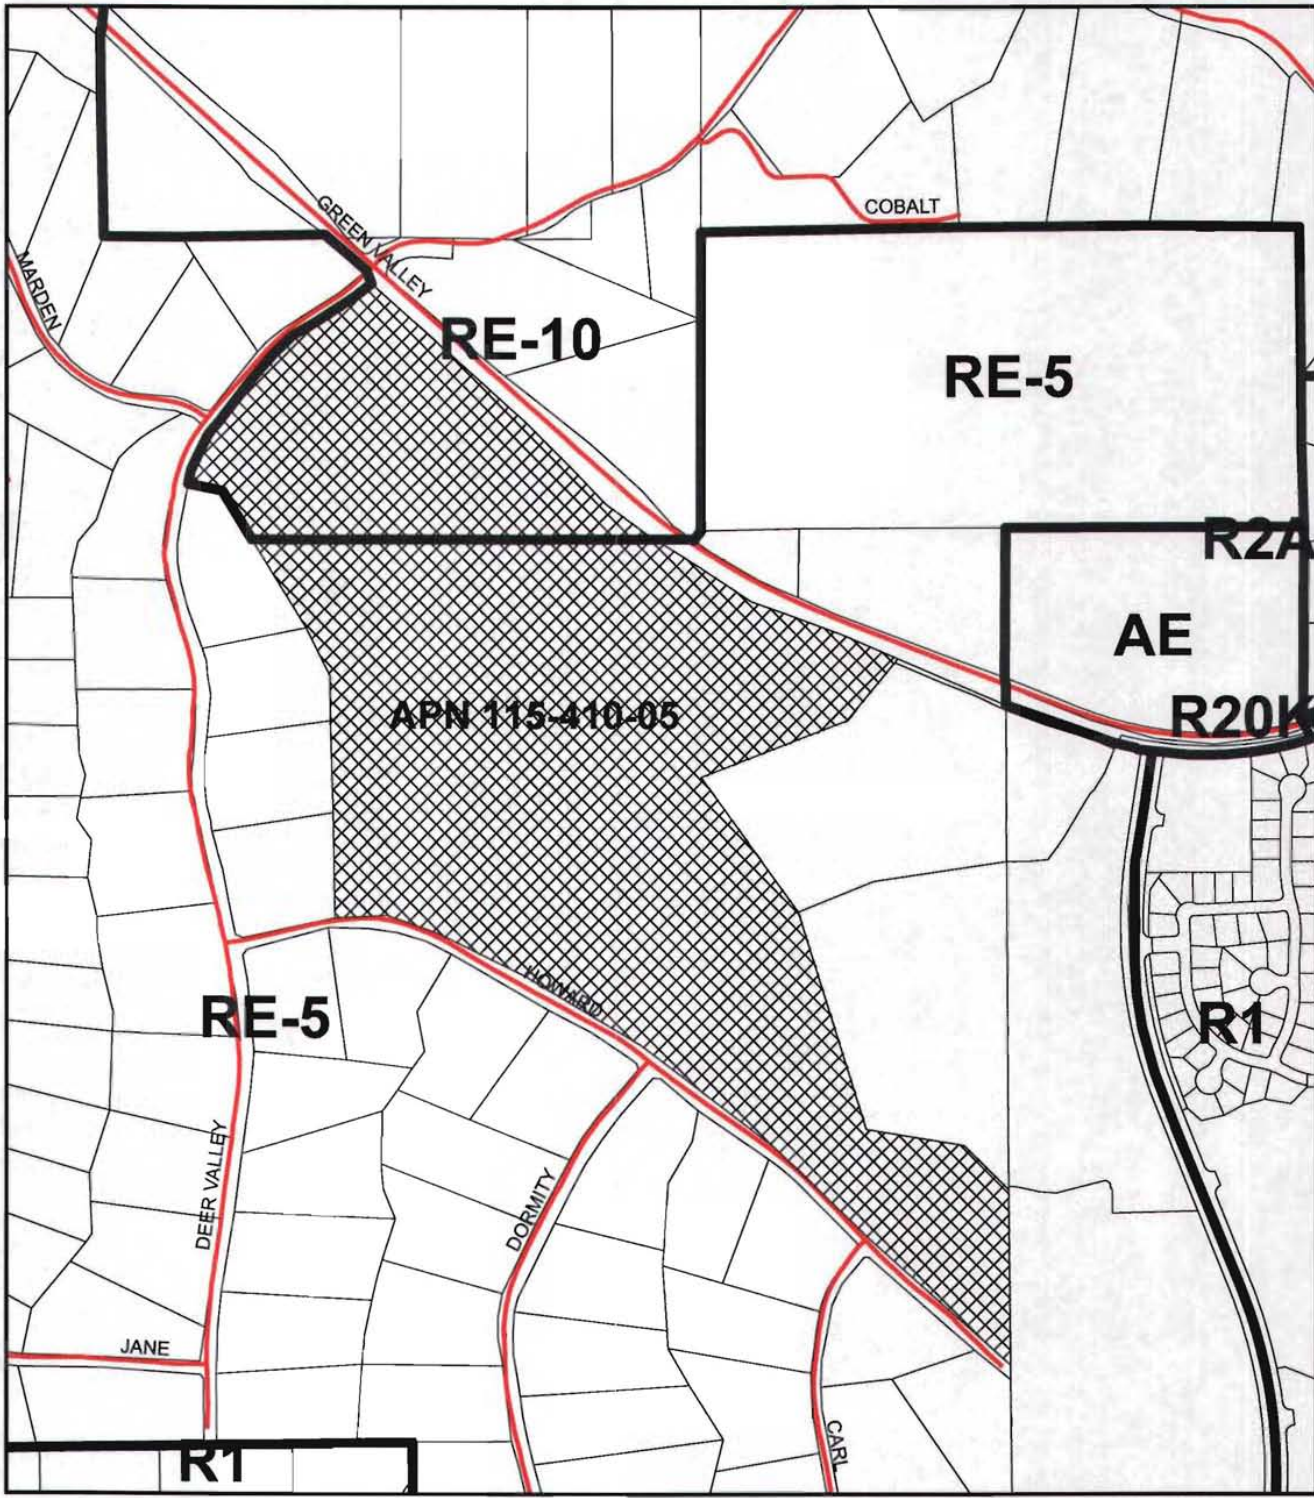 COBALT
GREEN VALLEY
MARDEN
RE-10
RE-5
R2A
AE
APN 115-410-05
R20K
HOWARD
RE-5
R1
DEER VALLEY
DORMITY
JANE
CARL
R1